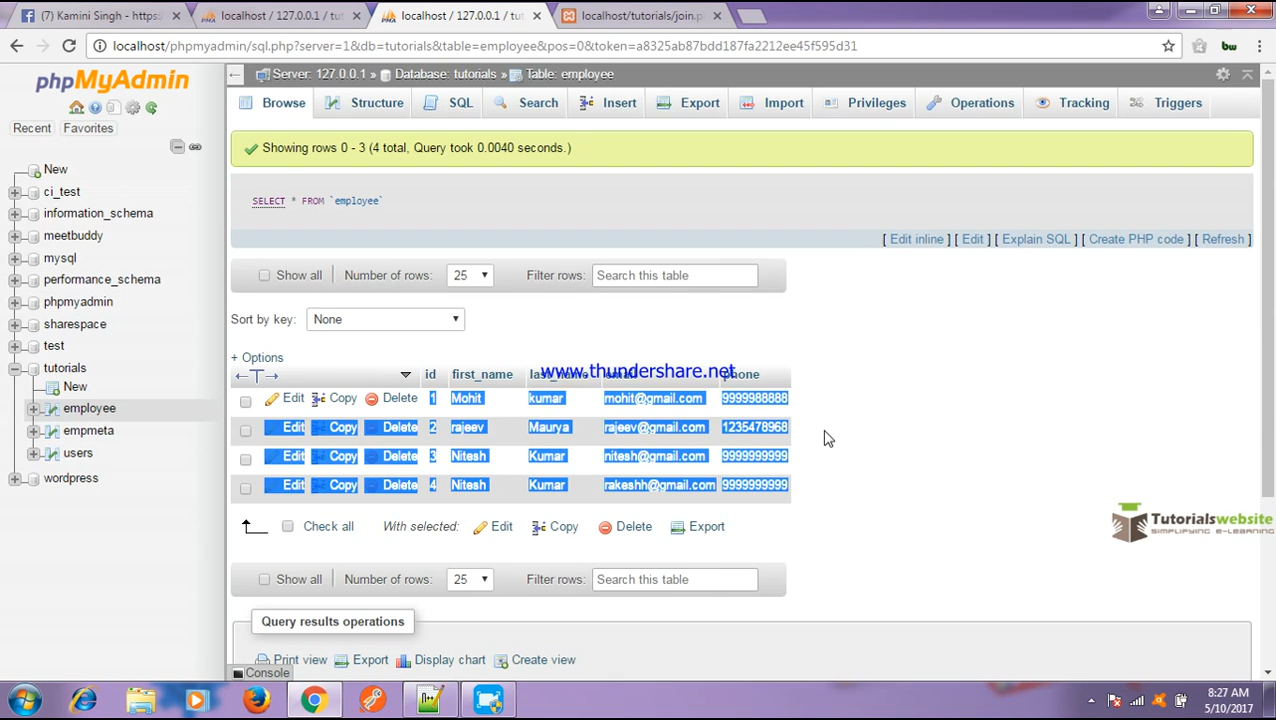 (7) Kamini Singh - https:
localhost / 127.0.0.1 / tut
localhost / 127.0.0.1 / tut
localhost/tutorials/join.p
localhost/phpmyadmin/sql.php?server=1&db=tutorials&table=employee&pos=0&token=a8325ab87bdd187fa2212ee45f595d31
bw
phpMyAdmin
Recent Favorites
New
ci_test
information_schema
meetbuddy
mysql
performance_schema
phpmyadmin
sharespace
test
tutorials
New
employee
empmeta
users
wordpress
Server: 127.0.0.1 » Database: tutorials » Table: employee
Browse Structure SQL Search Insert Export Import Privileges Operations Tracking Triggers
Showing rows 0 - 3 (4 total, Query took 0.0040 seconds.)
SELECT * FROM `employee`
[ Edit inline ] [ Edit ] [ Explain SQL ] [ Create PHP code ] [ Refresh ]
Show all Number of rows: 25 Filter rows: Search this table
Sort by key: None
+ Options
www.thundershare.net
id first_name last_name email phone
Edit Copy Delete 1 Mohit kumar mohit@gmail.com 9999988888
Edit Copy Delete 2 rajeev Maurya rajeev@gmail.com 1235478968
Edit Copy Delete 3 Nitesh Kumar nitesh@gmail.com 9999999999
Edit Copy Delete 4 Nitesh Kumar rakeshh@gmail.com 9999999999
Check all With selected: Edit Copy Delete Export
Show all Number of rows: 25 Filter rows: Search this table
Query results operations
Print view Export Display chart Create view
Console
Tutorialswebsite
SIMPLIFYING e-LEARNING
8:27 AM
5/10/2017